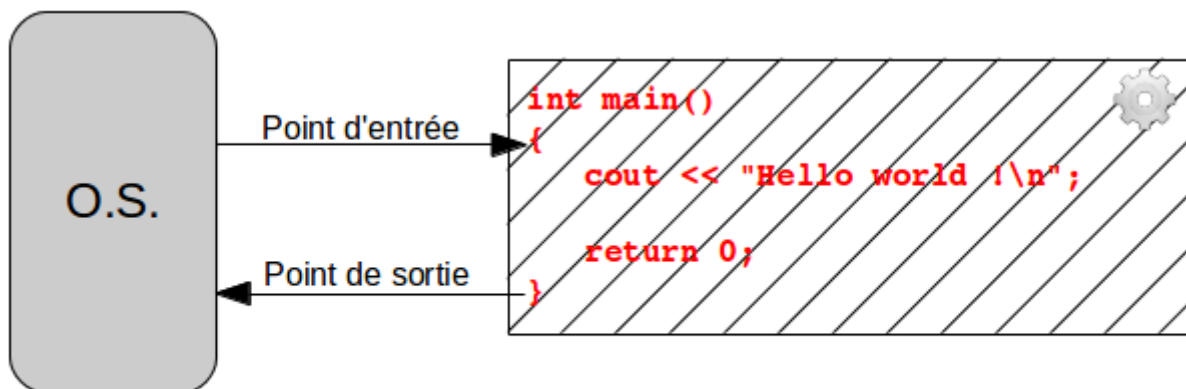 O.S.
Point d'entrée
Point de sortie
int main()
{
cout << "Hello world !\n";
return 0;
}